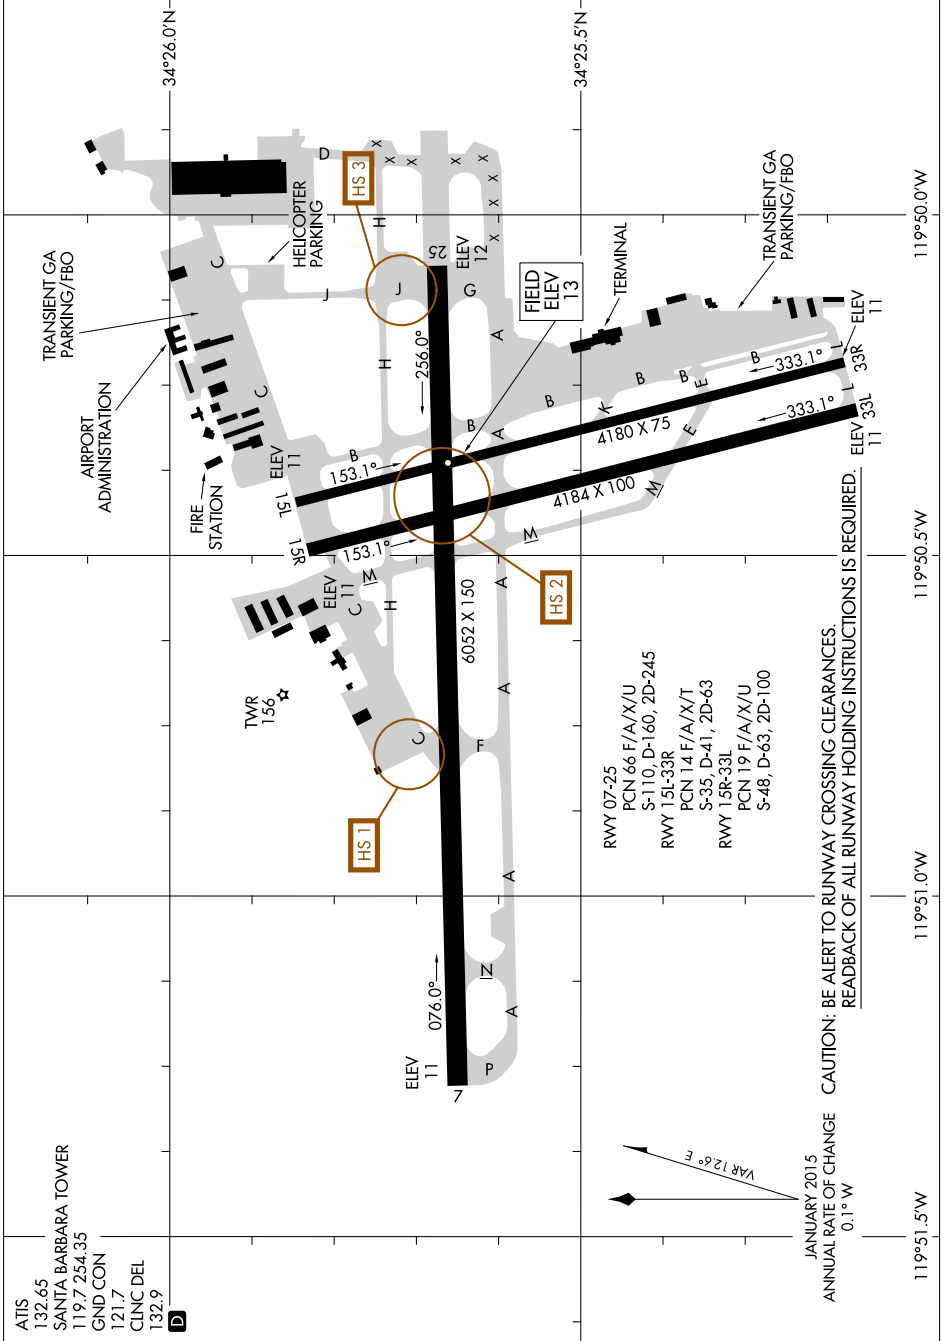 ATIS
132.65
SANTA BARBARA TOWER
119.7 254.35
GND CON
121.7
CLNC DEL
132.9
D
34°26.0'N
34°25.5'N
119°50.0'W
119°50.5'W
119°51.0'W
119°51.5'W
TRANSIENT GA
PARKING/FBO
AIRPORT
ADMINISTRATION
FIRE
STATION
HELICOPTER
PARKING
HS 3
D
X
X
X
X
X
X
X
X
C
J
H
J
H
25
ELEV
12
G
A
FIELD
ELEV
13
TERMINAL
TRANSIENT GA
PARKING/FBO
256.0°
C
ELEV
11
15L
B
153.1°
B
A
B
K
B
B
E
B
333.1°
L
ELEV
11
33R
4180 X 75
E
333.1°
L
ELEV
11
33L
4184 X 100
M
M
15R
153.1°
ELEV
11
C
M
H
HS 2
A
6052 X 150
TWR
156
A
C
F
HS 1
A
076.0°
N
A
ELEV
11
P
7
RWY 07-25
PCN 66 F/A/X/U
S-110, D-160, 2D-245
RWY 15L-33R
PCN 14 F/A/X/T
S-35, D-41, 2D-63
RWY 15R-33L
PCN 19 F/A/X/U
S-48, D-63, 2D-100
CAUTION: BE ALERT TO RUNWAY CROSSING CLEARANCES.
READBACK OF ALL RUNWAY HOLDING INSTRUCTIONS IS REQUIRED.
VAR 12.6° E
JANUARY 2015
ANNUAL RATE OF CHANGE
0.1° W